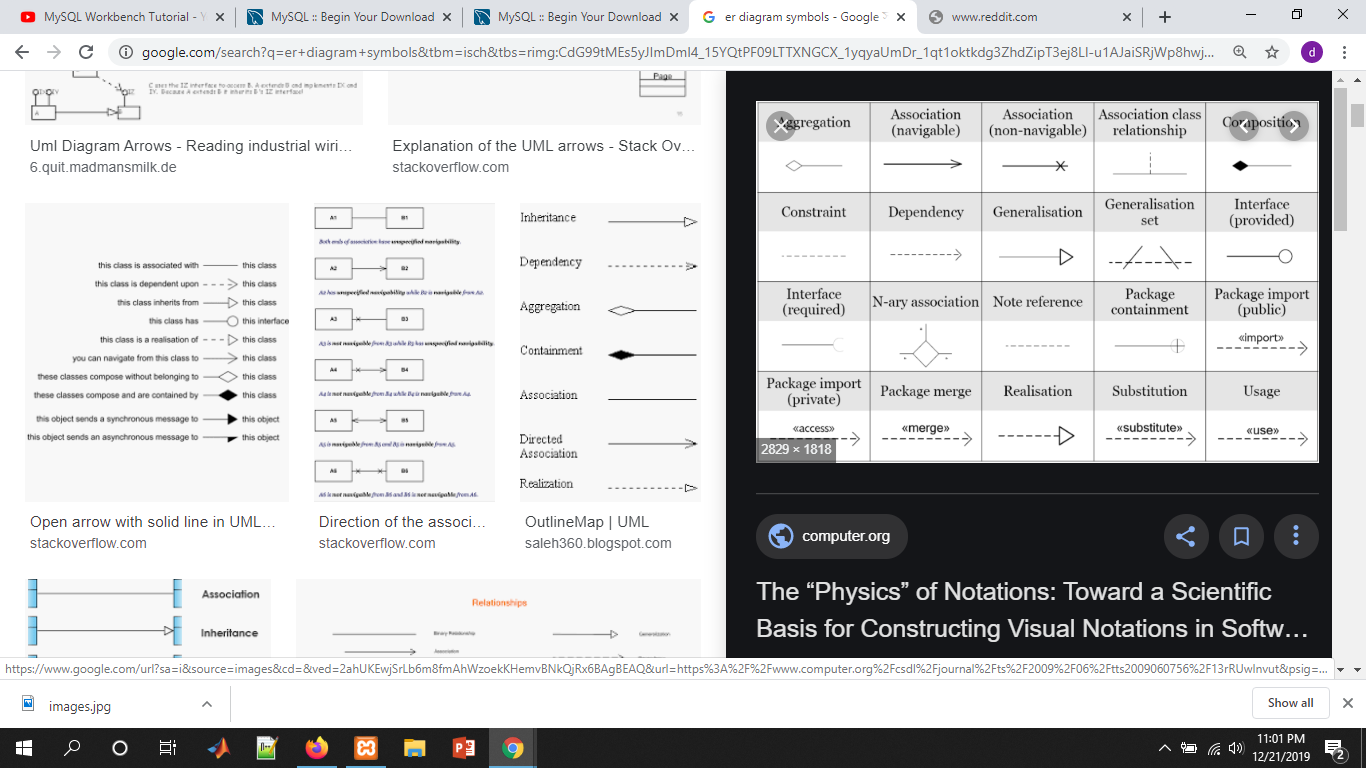 MySQL Workbench Tutorial - Y
MySQL :: Begin Your Download
MySQL :: Begin Your Download
er diagram symbols - Google
www.reddit.com
google.com/search?q=er+diagram+symbols&tbm=isch&tbs=rimg:CdG99tMEs5yJImDmI4_15YQtPF09LTTXNGCX_1yqyaUmDr_1qt1oktkdg3ZhdZipT3ej8LI-u1AJaiSRjWp8hwj...
d
C uses the IZ interface to access B. A extends B and implements IX and
IY. Because A extends B it inherits B's IZ interface!
IX
IY
IZ
A
Page
16
Uml Diagram Arrows - Reading industrial wiri...
6.quit.madmansmilk.de
Explanation of the UML arrows - Stack Ov...
stackoverflow.com
this class is associated with this class
this class is dependent upon this class
this class inherits from this class
this class has this interface
this class is a realisation of this class
you can navigate from this class to this class
these classes compose without belonging to this class
these classes compose and are contained by this class
this object sends a synchronous message to this object
this object sends an asynchronous message to this object
Open arrow with solid line in UML...
stackoverflow.com
A1 B1
Both ends of association have unspecified navigability.
A2 B2
A2 has unspecified navigability while B2 is navigable from A2.
A3 B3
A3 is not navigable from B3 while B3 has unspecified navigability.
A4 B4
A4 is not navigable from B4 while B4 is navigable from A4.
A5 B5
A5 is navigable from B5 and B5 is navigable from A5.
A6 B6
A6 is not navigable from B6 and B6 is not navigable from A6.
Direction of the associ...
stackoverflow.com
Inheritance
Dependency
Aggregation
Containment
Association
Directed
Association
Realization
OutlineMap | UML
saleh360.blogspot.com
Association
Inheritance
Relationships
Binary Relationship
Generalization
Association
Aggregation
Association
(navigable)
Association
(non-navigable)
Association class
relationship
Composition
Constraint
Dependency
Generalisation
Generalisation
set
Interface
(provided)
Interface
(required)
N-ary association
Note reference
Package
containment
Package import
(public)
«import»
Package import
(private)
Package merge
Realisation
Substitution
Usage
«access»
«merge»
«substitute»
«use»
2829 × 1818
computer.org
The “Physics” of Notations: Toward a Scientific
Basis for Constructing Visual Notations in Softw...
https://www.google.com/url?sa=i&source=images&cd=&ved=2ahUKEwjSrLb6m8fmAhWzoekKHemvBNkQjRx6BAgBEAQ&url=https%3A%2F%2Fwww.computer.org%2Fcsdl%2Fjournal%2Fts%2F2009%2F06%2Ftts2009060756%2F13rRUwInvut&psig=...
images.jpg
Show all
11:01 PM
12/21/2019
2